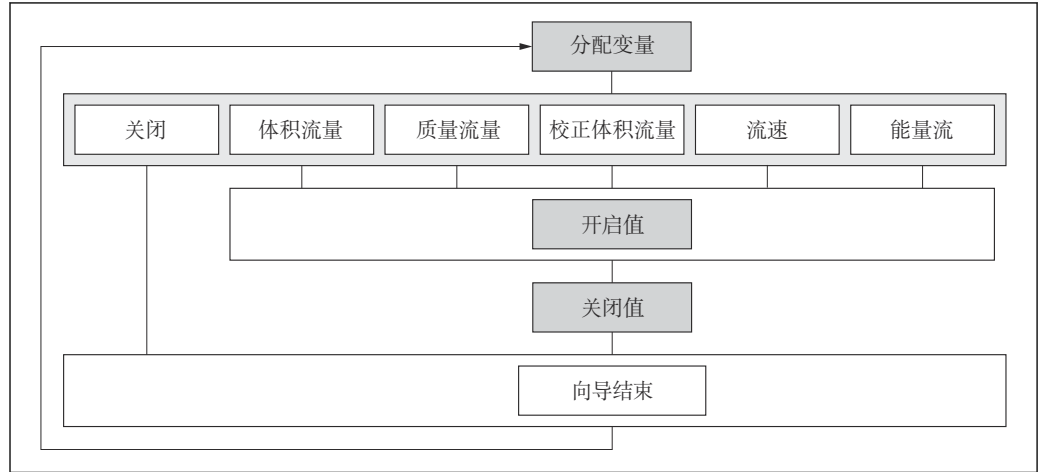 分配变量
关闭
体积流量
质量流量
校正体积流量
流速
能量流
开启值
关闭值
向导结束